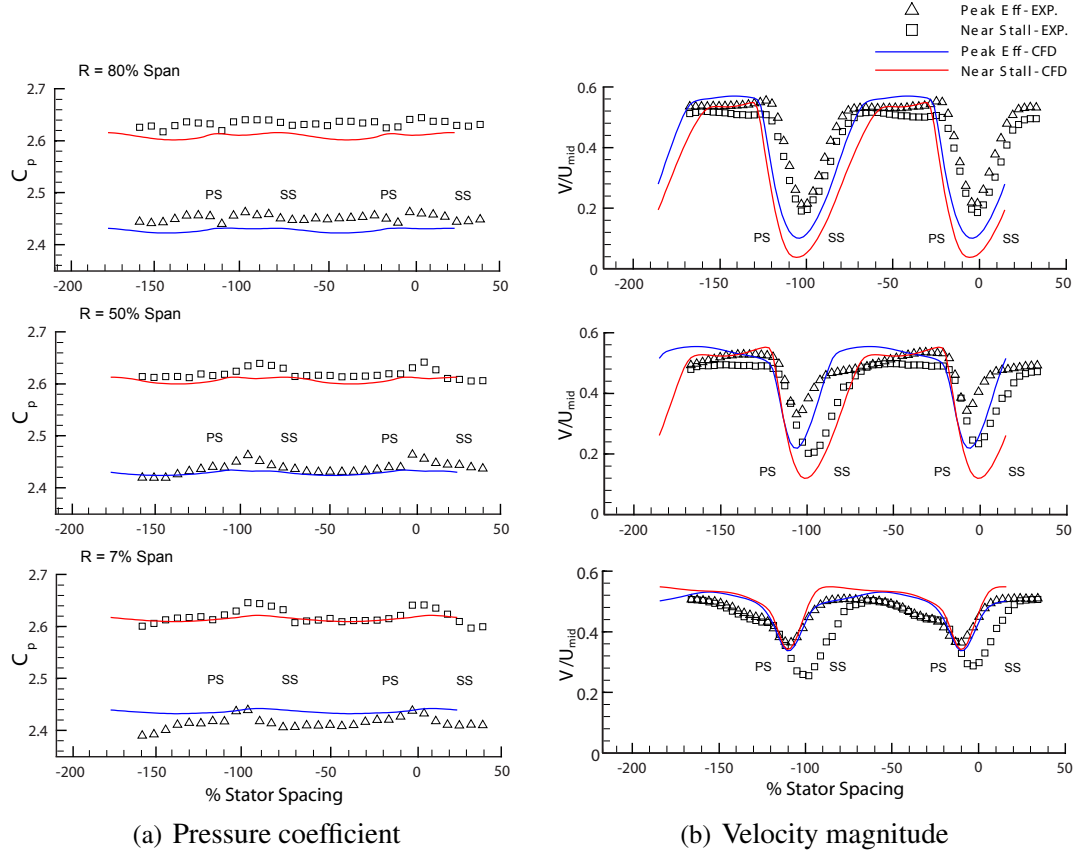 Peak Eff-EXP.
Near Stall-EXP.
Peak Eff-CFD
Near Stall-CFD
R = 80% Span
2.7
2.6
2.5
2.4
Cp
PS SS PS SS
-200 -150 -100 -50 0 50
0.6
0.4
0.2
0
V/Umid
PS SS PS SS
-200 -150 -100 -50 0 50
R = 50% Span
2.7
2.6
2.5
2.4
Cp
PS SS PS SS
-200 -150 -100 -50 0 50
0.6
0.4
0.2
0
V/Umid
PS SS PS SS
-200 -150 -100 -50 0 50
R = 7% Span
2.7
2.6
2.5
2.4
Cp
PS SS PS SS
-200 -150 -100 -50 0 50
% Stator Spacing
0.6
0.4
0.2
0
V/Umid
PS SS PS SS
-200 -150 -100 -50 0 50
% Stator Spacing
(a) Pressure coefficient
(b) Velocity magnitude